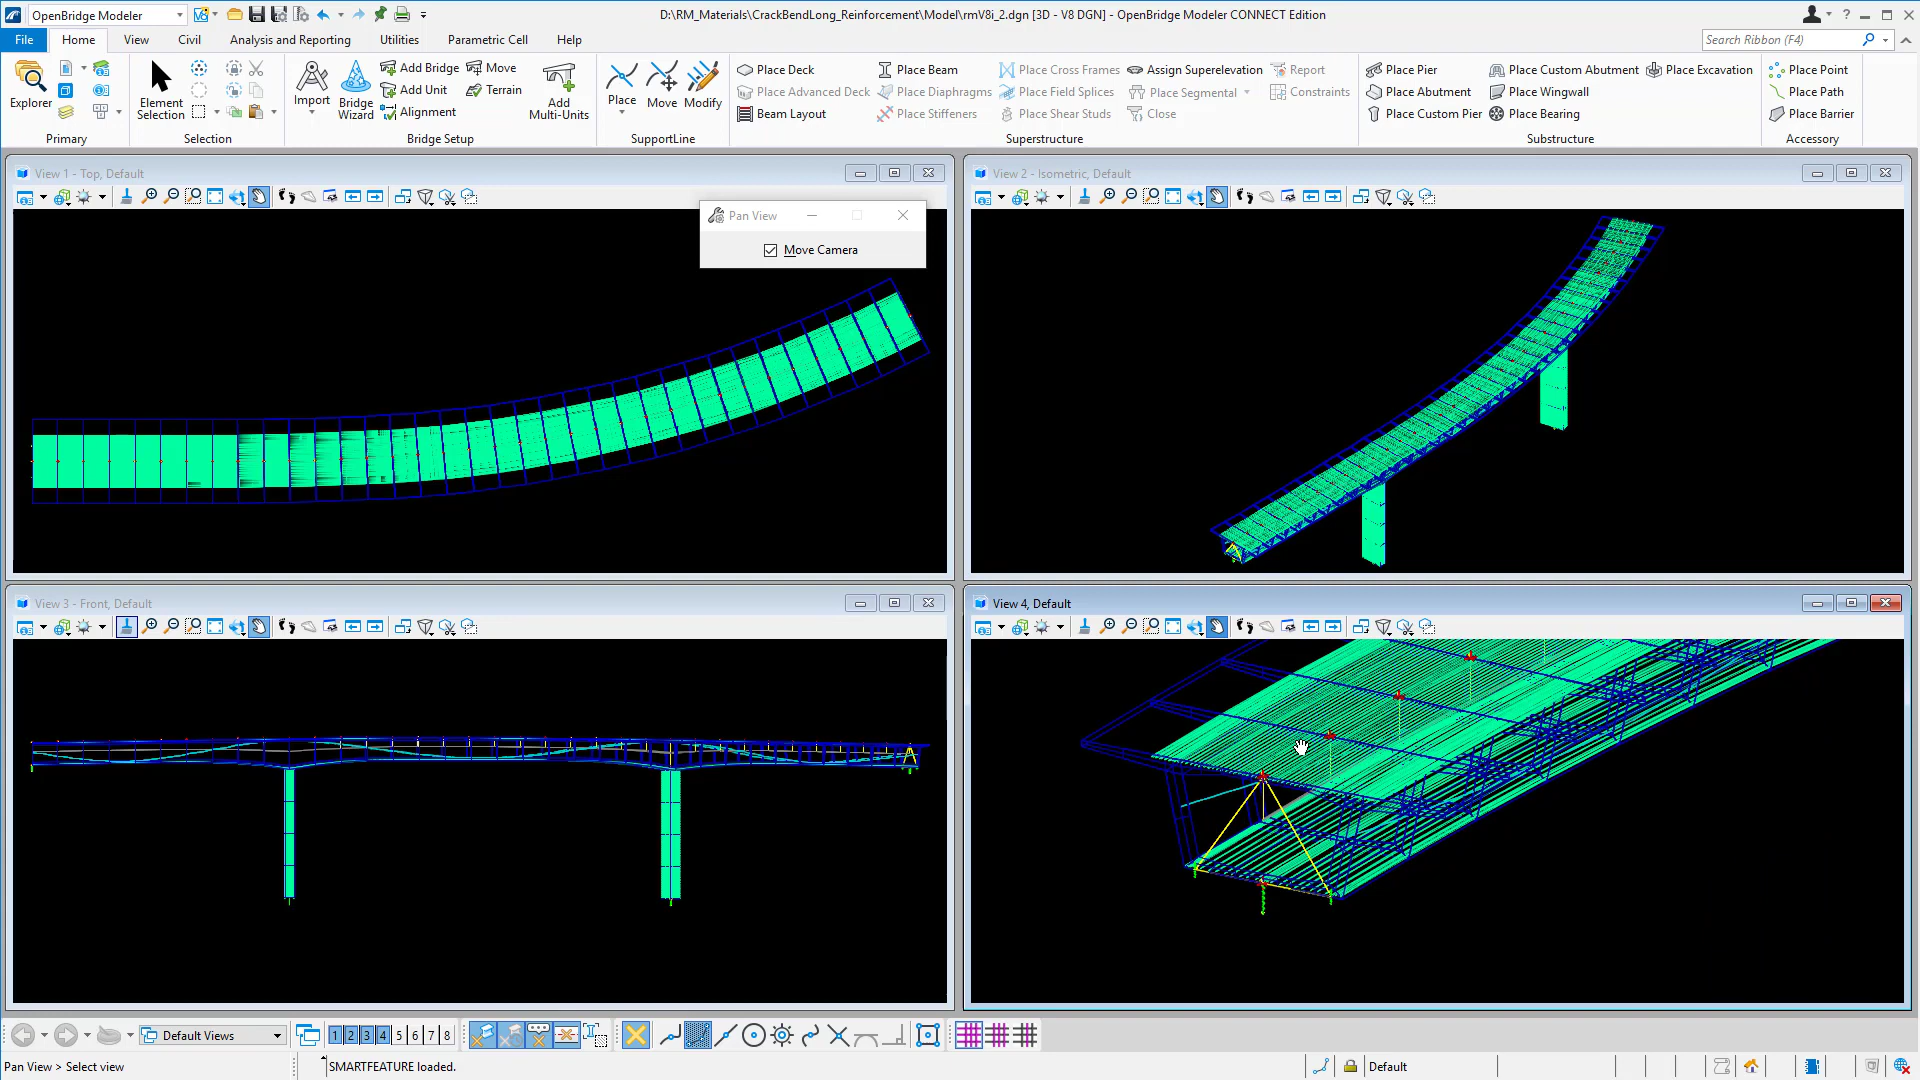 OpenBridge Modeler
D:\RM_Materials\CrackBendLong_Reinforcement\Model\rmV8i_2.dgn [3D - V8 DGN] - OpenBridge Modeler CONNECT Edition
File Home View Civil Analysis and Reporting Utilities Parametric Cell Help
Search Ribbon (F4)
Explorer
Primary
Element Selection
Selection
Import
Bridge Wizard
Add Bridge
Move
Add Unit
Terrain
Alignment
Add Multi-Units
Bridge Setup
Place
Move
Modify
SupportLine
Place Deck
Place Beam
Place Cross Frames
Assign Superelevation
Report
Place Advanced Deck
Place Diaphragms
Place Field Splices
Place Segmental
Constraints
Beam Layout
Place Stiffeners
Place Shear Studs
Close
Superstructure
Place Pier
Place Custom Abutment
Place Excavation
Place Abutment
Place Wingwall
Place Custom Pier
Place Bearing
Substructure
Place Point
Place Path
Place Barrier
Accessory
View 1 - Top, Default
Pan View
Move Camera
View 2 - Isometric, Default
View 3 - Front, Default
View 4, Default
Default Views
1 2 3 4 5 6 7 8
Pan View > Select view
SMARTFEATURE loaded.
Default